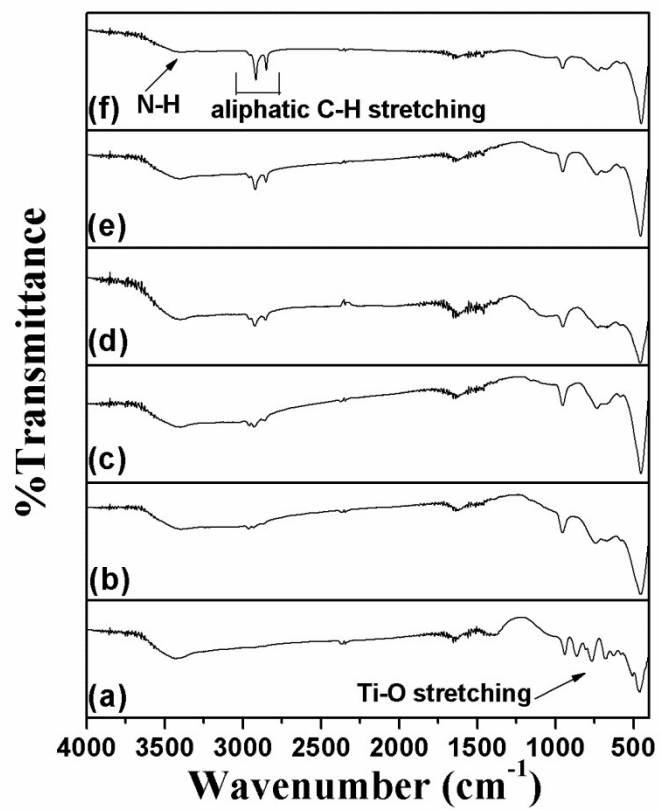 N-H
aliphatic C-H stretching
(f)
(e)
(d)
(c)
(b)
(a)
Ti-O stretching
%Transmittance
4000 3500 3000 2500 2000 1500 1000 500
Wavenumber (cm⁻¹)